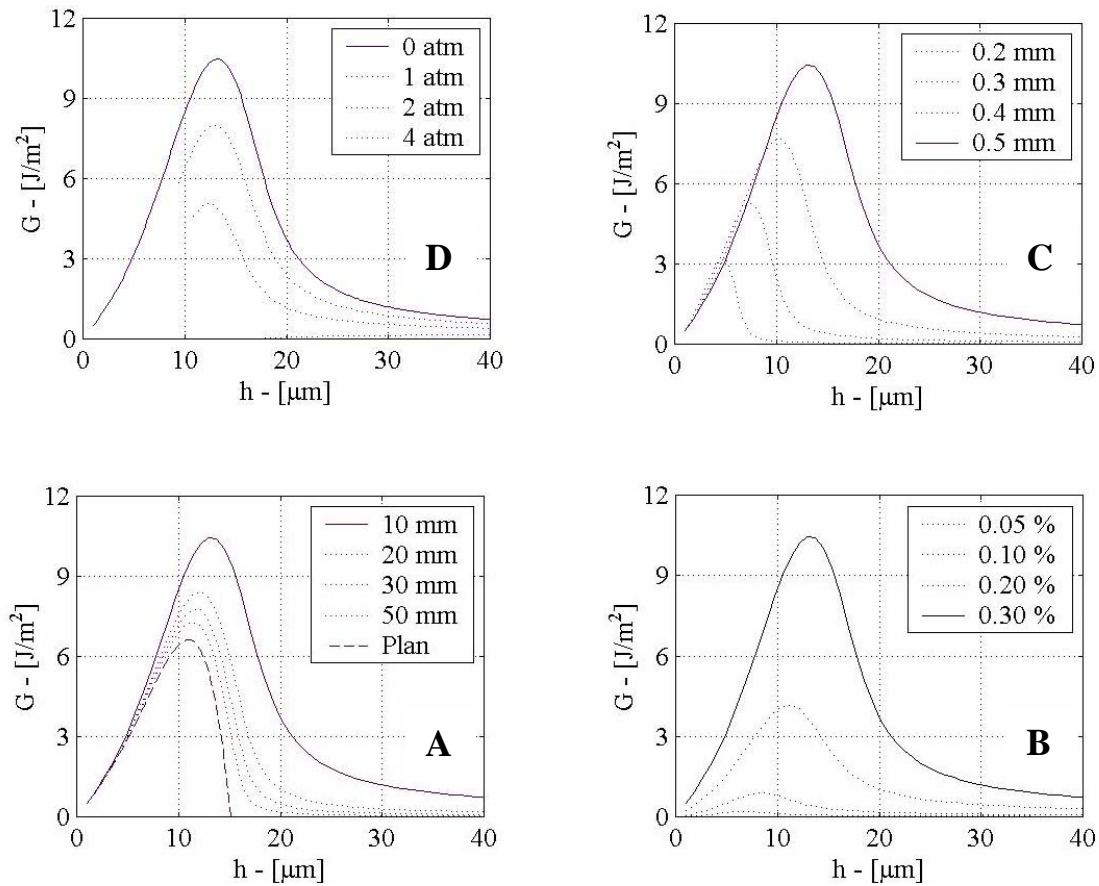 12
9
6
3
0
G - [J/m²]
0 atm
1 atm
2 atm
4 atm
D
0 10 20 30 40
h - [μm]
12
9
6
3
0
G - [J/m²]
0.2 mm
0.3 mm
0.4 mm
0.5 mm
C
0 10 20 30 40
h - [μm]
12
9
6
3
0
G - [J/m²]
10 mm
20 mm
30 mm
50 mm
Plan
A
0 10 20 30 40
h - [μm]
12
9
6
3
0
G - [J/m²]
0.05 %
0.10 %
0.20 %
0.30 %
B
0 10 20 30 40
h - [μm]